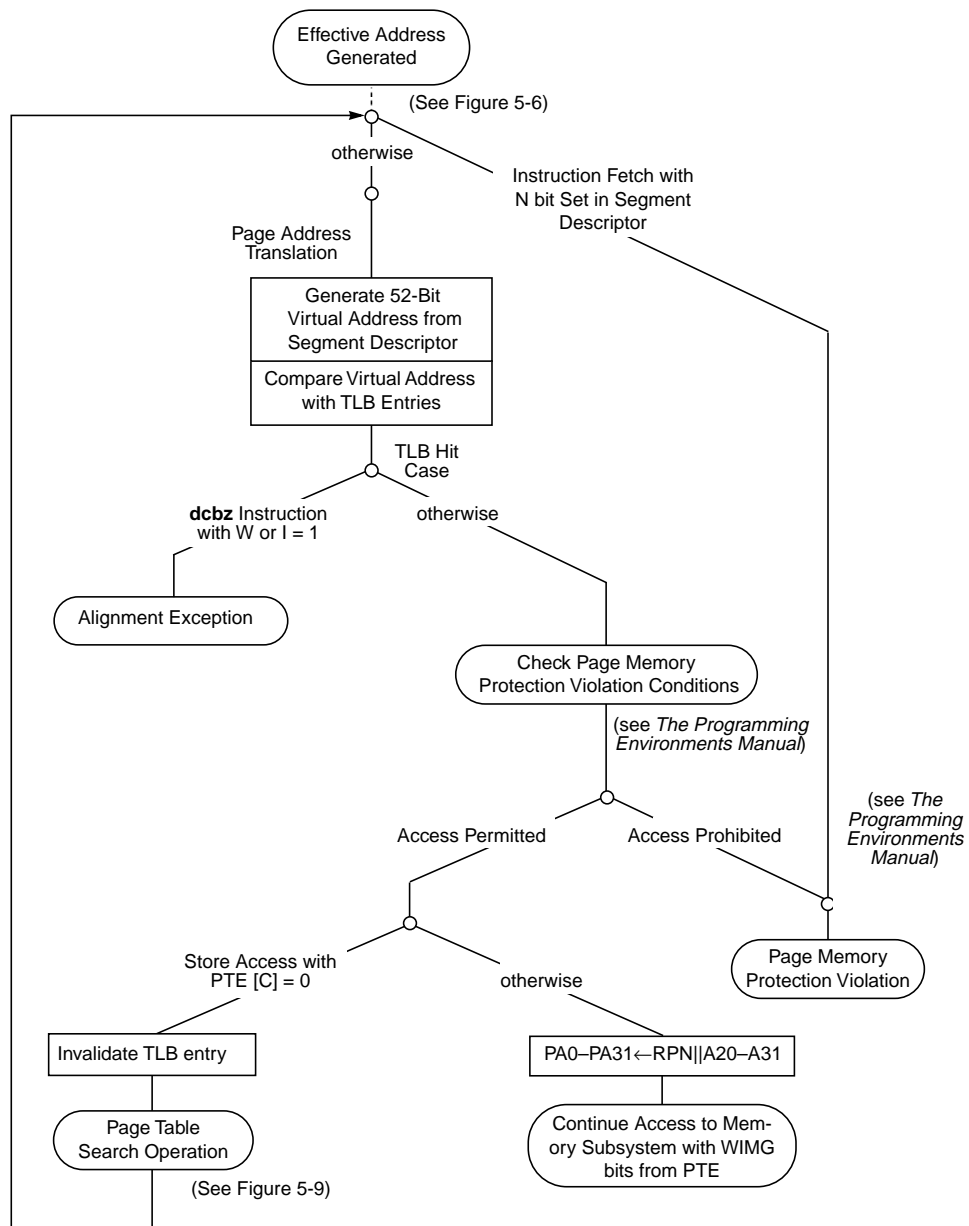 Effective Address
Generated
(See Figure 5-6)
otherwise
Instruction Fetch with
N bit Set in Segment
Descriptor
Page Address
Translation
Generate 52-Bit
Virtual Address from
Segment Descriptor
Compare Virtual Address
with TLB Entries
TLB Hit
Case
dcbz Instruction
with W or I = 1
otherwise
Alignment Exception
Check Page Memory
Protection Violation Conditions
(see The Programming
Environments Manual)
(see The
Programming
Environments
Manual)
Access Permitted
Access Prohibited
Store Access with
PTE [C] = 0
otherwise
Page Memory
Protection Violation
Invalidate TLB entry
PA0–PA31←RPN||A20–A31
Page Table
Search Operation
Continue Access to Mem-
ory Subsystem with WIMG
bits from PTE
(See Figure 5-9)